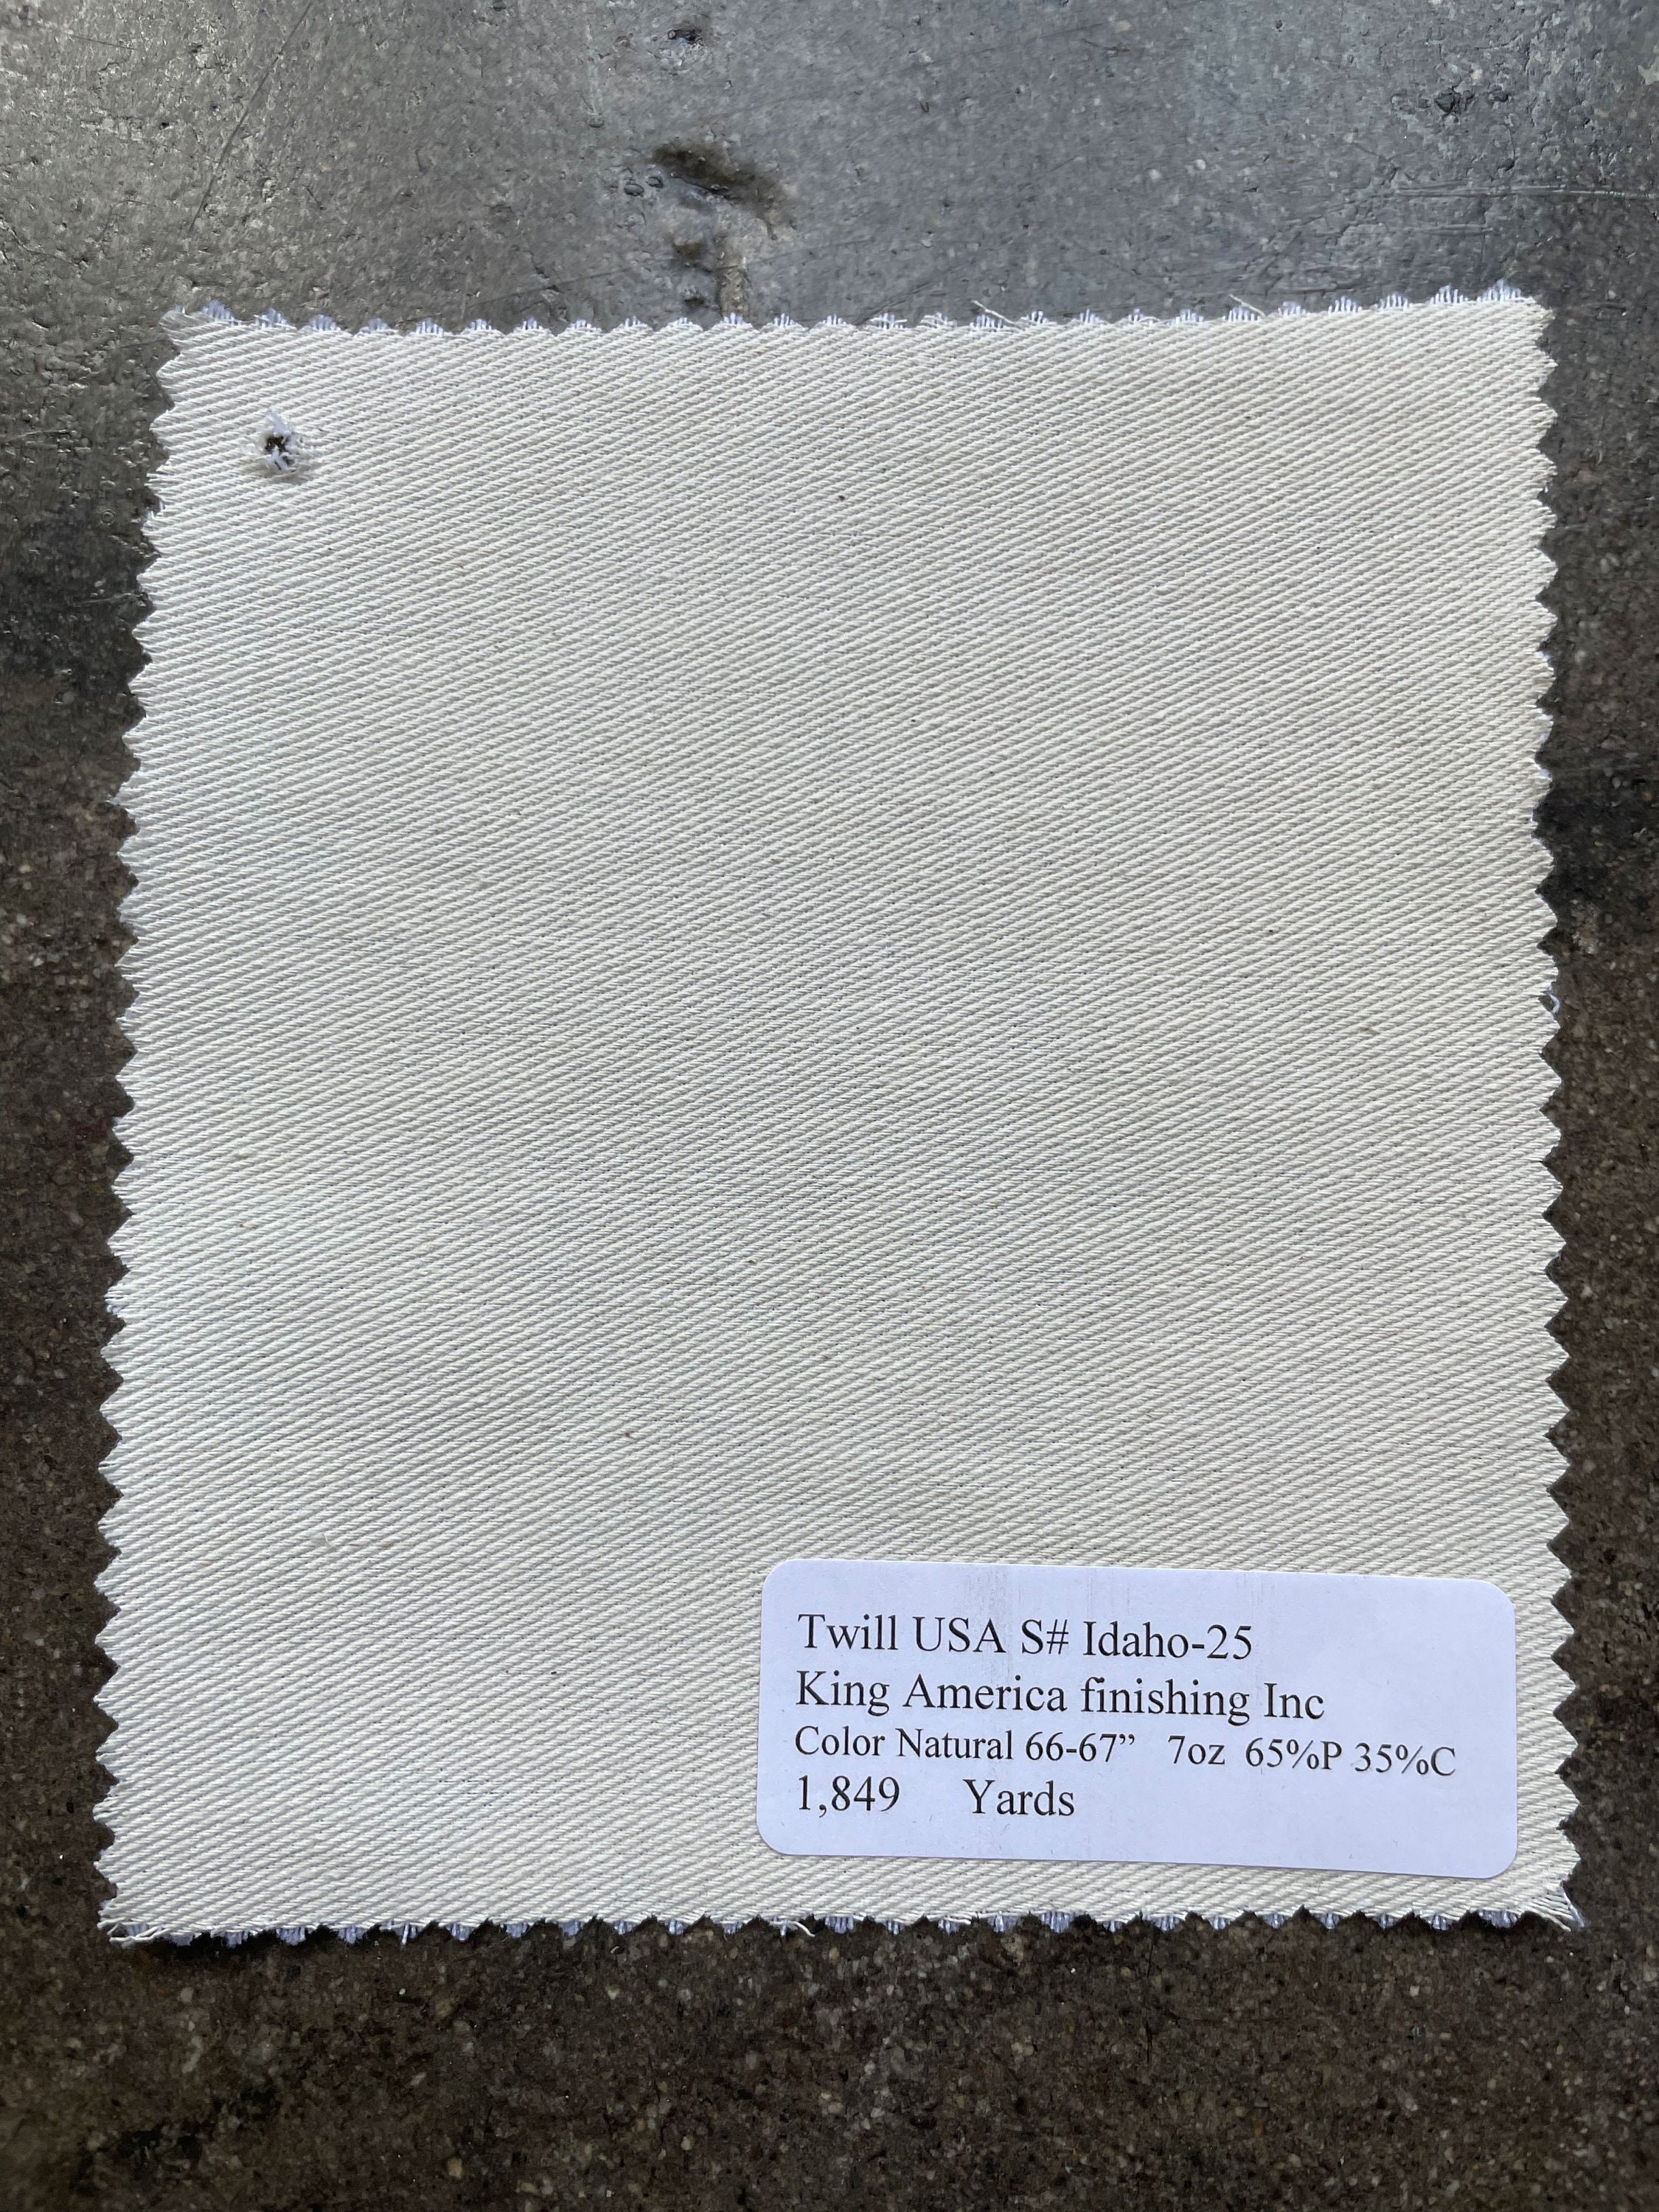 Twill USA S# Idaho-25
King America finishing Inc
Color Natural 66-67” 7oz 65%P 35%C
1,849 Yards